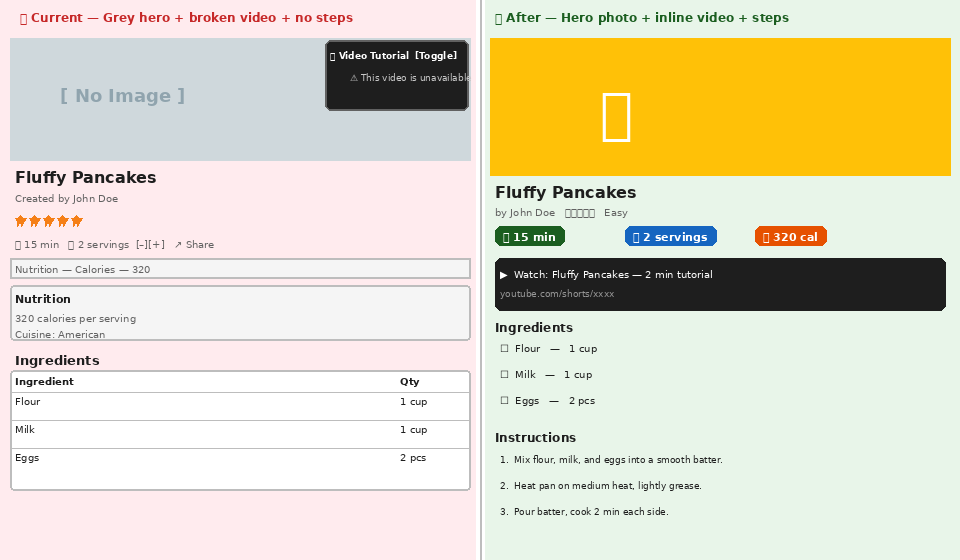 Current — Grey hero + broken video + no steps
[ No Image ]
Video Tutorial [Toggle]
⚠ This video is unavailable
Fluffy Pancakes
Created by John Doe
15 min 2 servings [–][+] ↗ Share
Nutrition — Calories — 320
Nutrition
320 calories per serving
Cuisine: American
Ingredients
Ingredient Qty
Flour 1 cup
Milk 1 cup
Eggs 2 pcs
After — Hero photo + inline video + steps
Fluffy Pancakes
by John Doe Easy
15 min 2 servings 320 cal
▶ Watch: Fluffy Pancakes — 2 min tutorial
youtube.com/shorts/xxxx
Ingredients
☐ Flour — 1 cup
☐ Milk — 1 cup
☐ Eggs — 2 pcs
Instructions
1. Mix flour, milk, and eggs into a smooth batter.
2. Heat pan on medium heat, lightly grease.
3. Pour batter, cook 2 min each side.